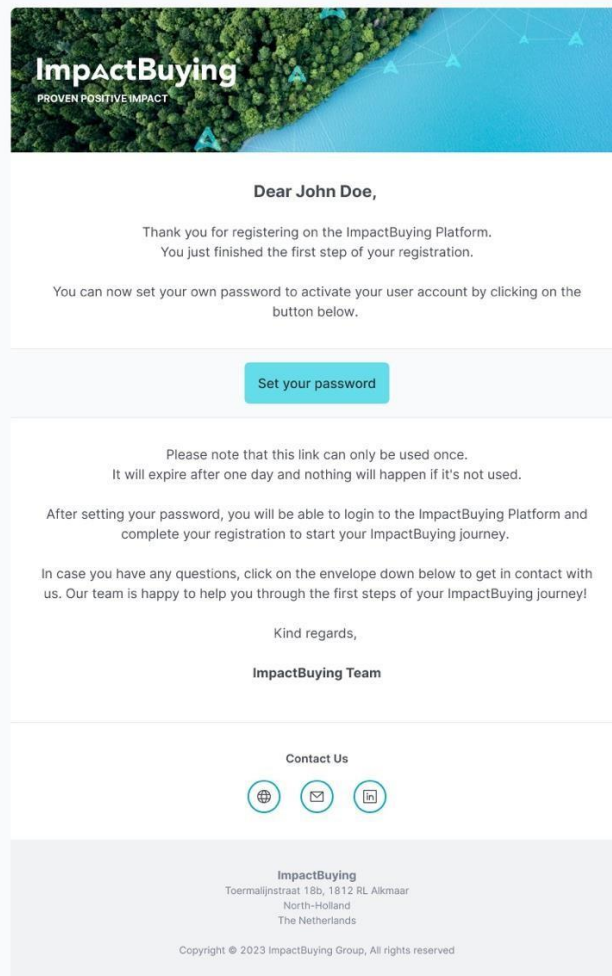 ImpactBuying
PROVEN POSITIVE IMPACT
Dear John Doe,
Thank you for registering on the ImpactBuying Platform.
You just finished the first step of your registration.
You can now set your own password to activate your user account by clicking on the
button below.
Set your password
Please note that this link can only be used once.
It will expire after one day and nothing will happen if it's not used.
After setting your password, you will be able to login to the ImpactBuying Platform and
complete your registration to start your ImpactBuying journey.
In case you have any questions, click on the envelope down below to get in contact with
us. Our team is happy to help you through the first steps of your ImpactBuying journey!
Kind regards,
ImpactBuying Team
Contact Us
in
ImpactBuying
Toermalijnstraat 18b, 1812 RL Alkmaar
North-Holland
The Netherlands
Copyright © 2023 ImpactBuying Group, All rights reserved